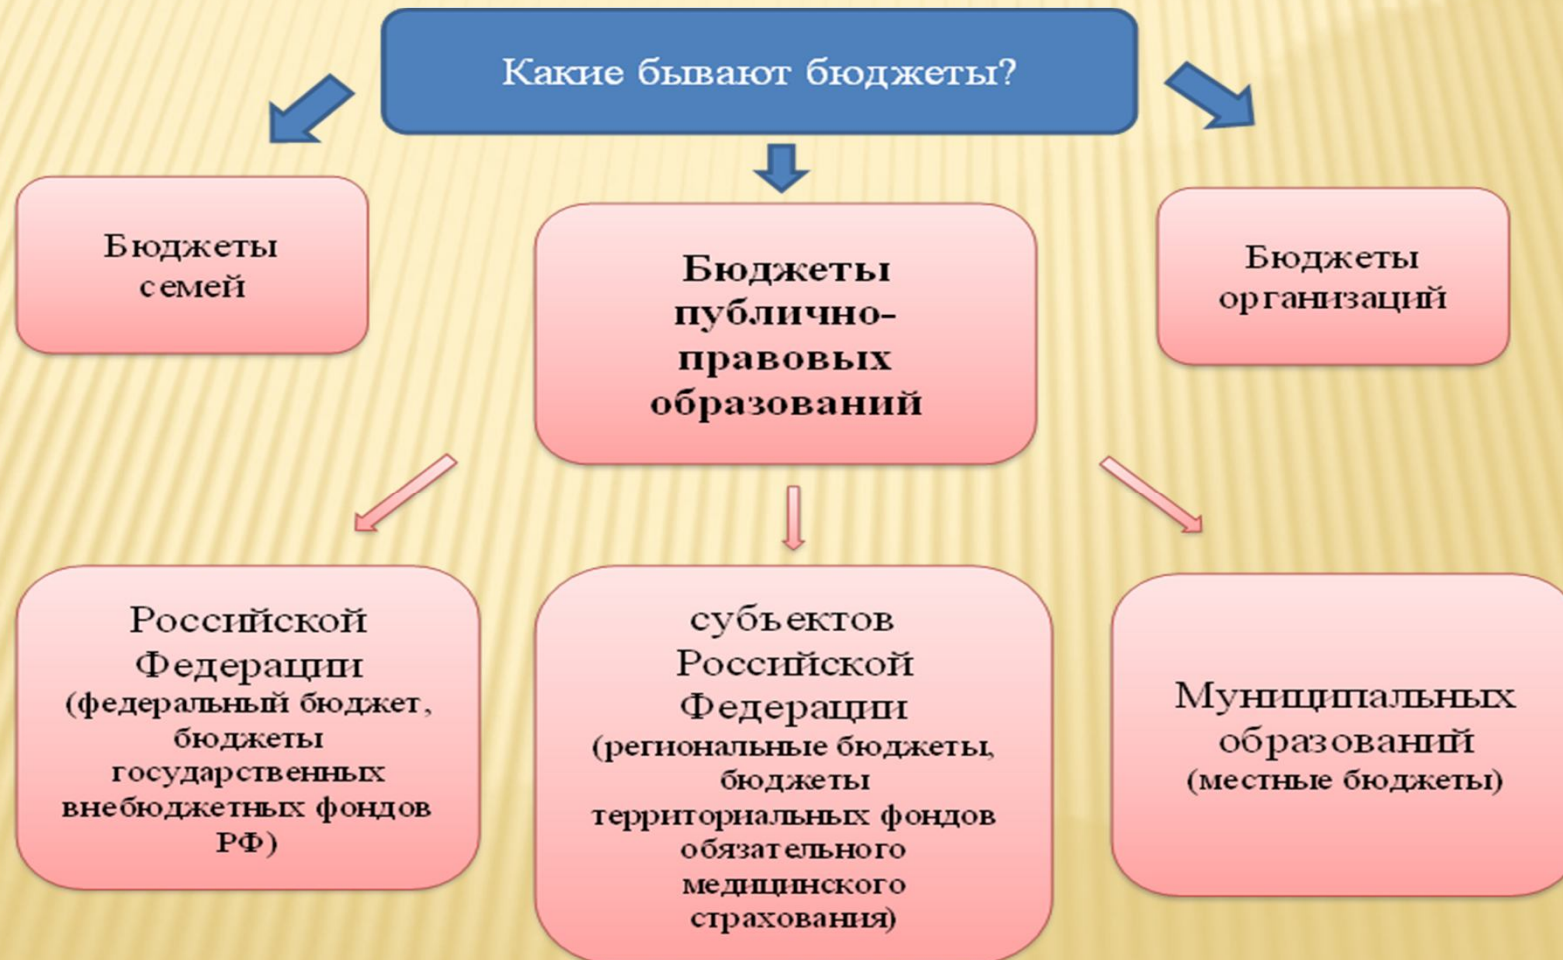 Какие бывают бюджеты?
Бюджеты
семей
Бюджеты
публично-
правовых
образований
Бюджеты
организаций
Российской
Федерации
(федеральный бюджет,
бюджеты
государственных
внебюджетных фондов
РФ)
субъектов
Российской
Федерации
(региональные бюджеты,
бюджеты
территориальных фондов
обязательного
медицинского
страхования)
Муниципальных
образований
(местные бюджеты)